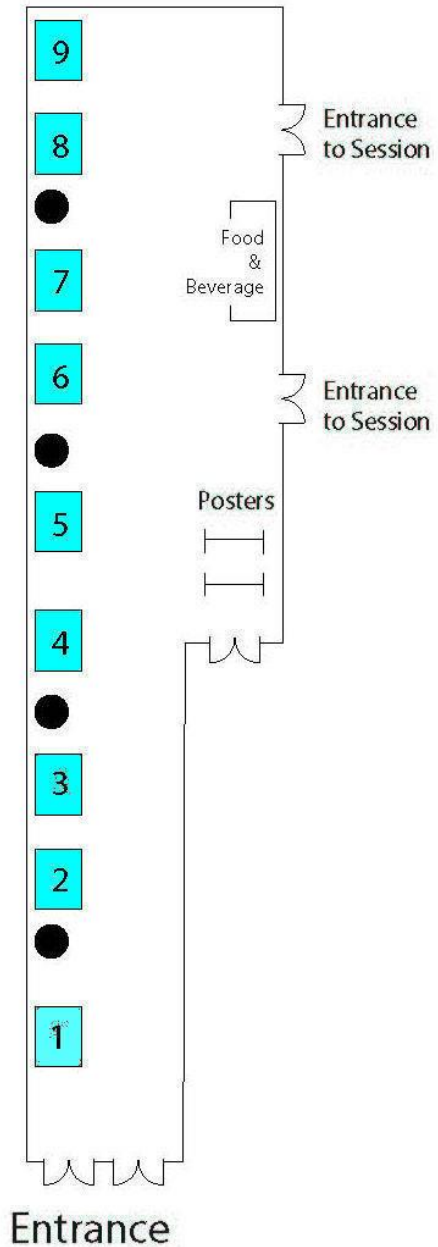 9
8
Entrance
to Session
7
Food
&
Beverage
6
Entrance
to Session
5
Posters
4
3
2
1
Entrance